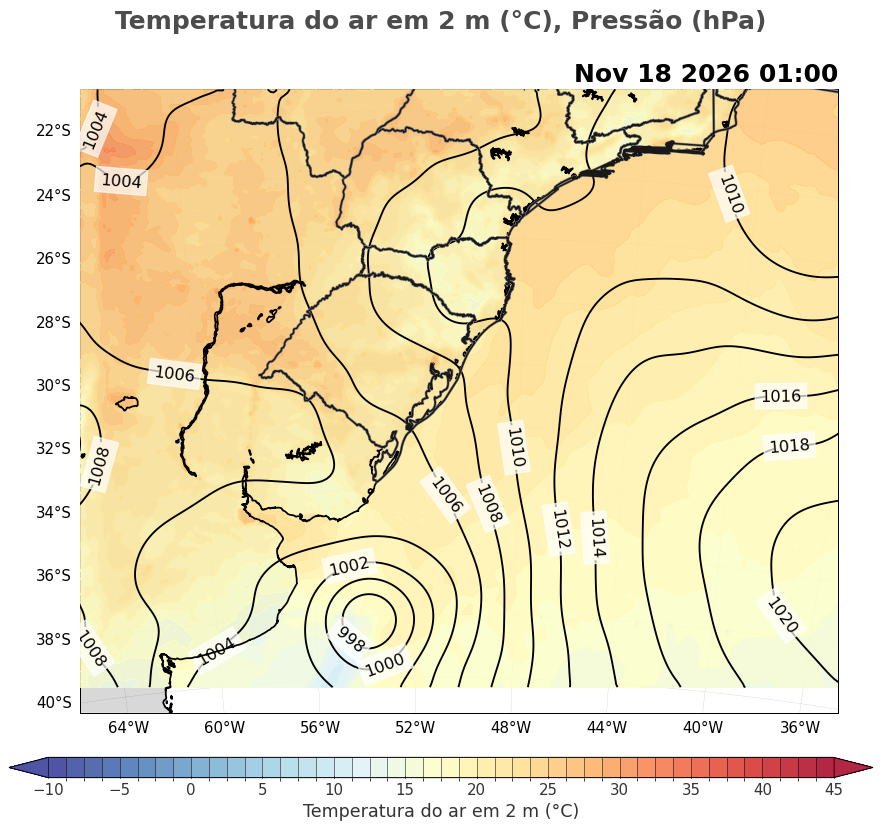 Temperatura do ar em 2 m (°C), Pressão (hPa)
Nov 18 2026 01:00
22°S
24°S
26°S
28°S
30°S
32°S
34°S
36°S
38°S
40°S
1004
1004
1010
1006
1016
1018
1008
1010
1006
1008
1012
1014
1002
1020
998
1008
1004
1000
64°W 60°W 56°W 52°W 48°W 44°W 40°W 36°W
−10 −5 0 5 10 15 20 25 30 35 40 45
Temperatura do ar em 2 m (°C)